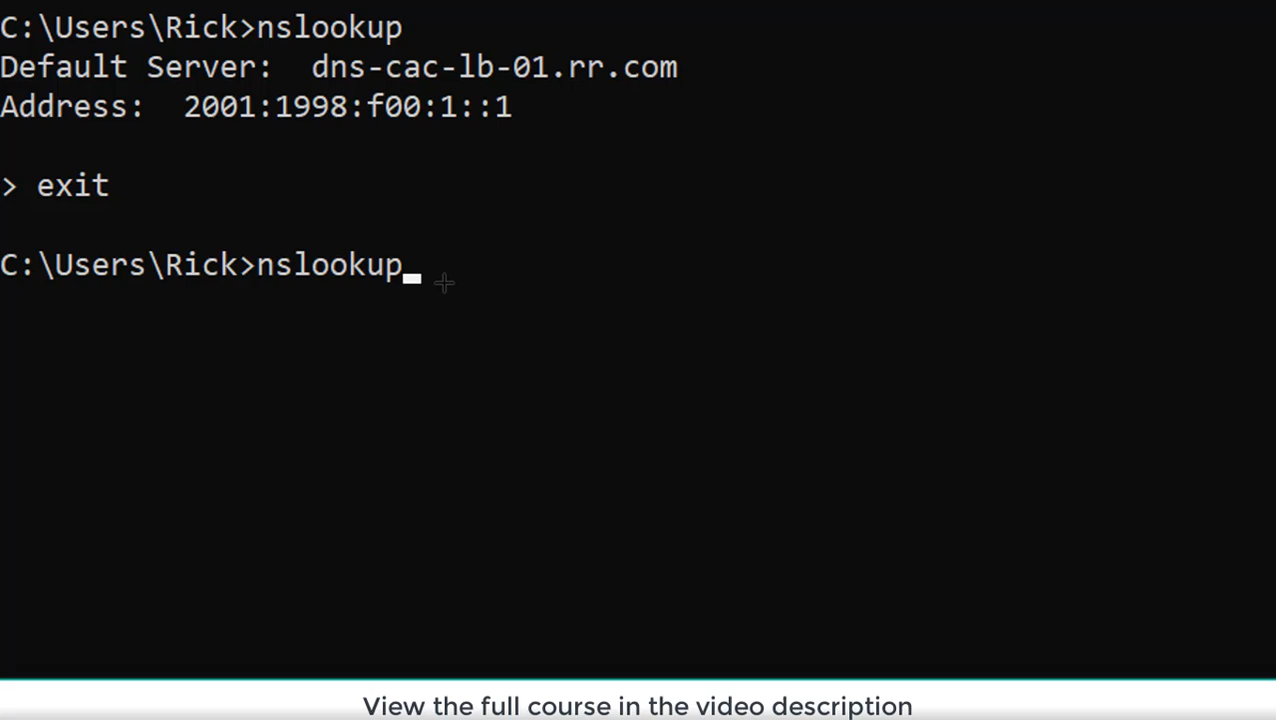 C:\Users\Rick>nslookup
Default Server:  dns-cac-lb-01.rr.com
Address:  2001:1998:f00:1::1
> exit
C:\Users\Rick>nslookup
View the full course in the video description